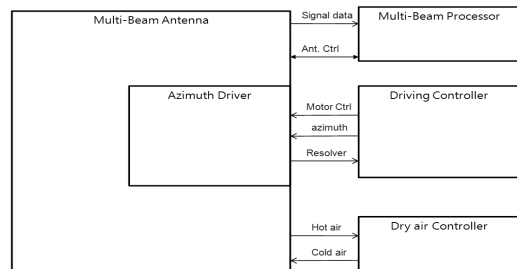 Multi-Beam Antenna
Signal data
Multi-Beam Processor
Ant. Ctrl
Azimuth Driver
Motor Ctrl
Driving Controller
azimuth
Resolver
Hot air
Dry air Controller
Cold air